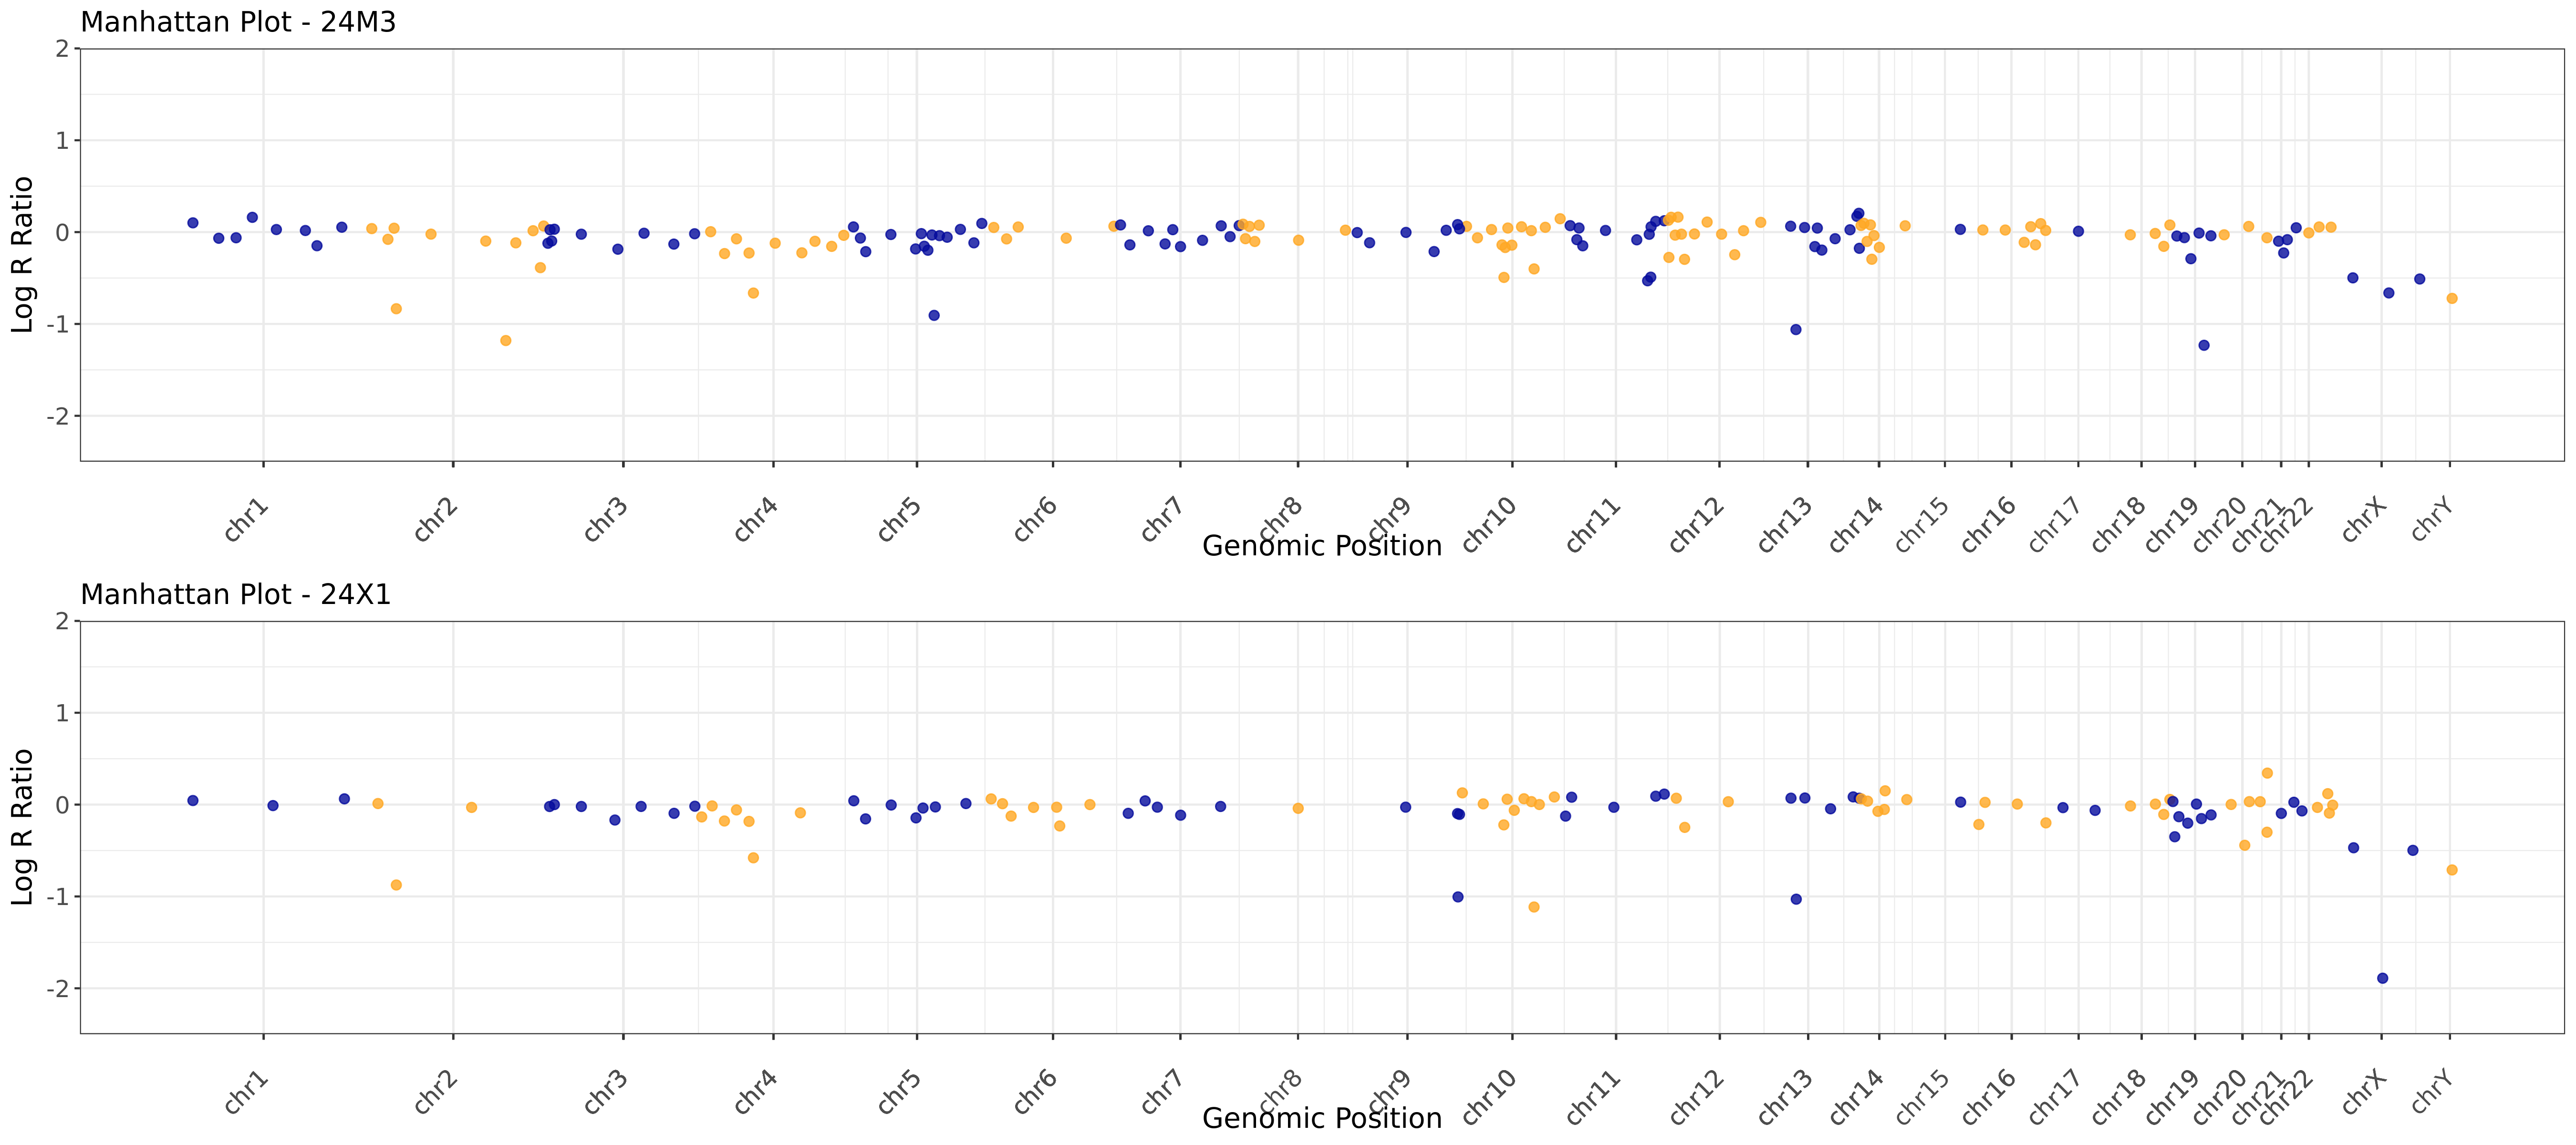 Manhattan Plot - 24M3
2
1
0
-1
-2
Log R Ratio
chr1 chr2 chr3 chr4 chr5 chr6 chr7 chr8 chr9 chr10 chr11 chr12 chr13 chr14 chr15 chr16 chr17 chr18 chr19 chr20 chr21 chr22 chrX chrY
Genomic Position
Manhattan Plot - 24X1
2
1
0
-1
-2
Log R Ratio
chr1 chr2 chr3 chr4 chr5 chr6 chr7 chr8 chr9 chr10 chr11 chr12 chr13 chr14 chr15 chr16 chr17 chr18 chr19 chr20 chr21 chr22 chrX chrY
Genomic Position